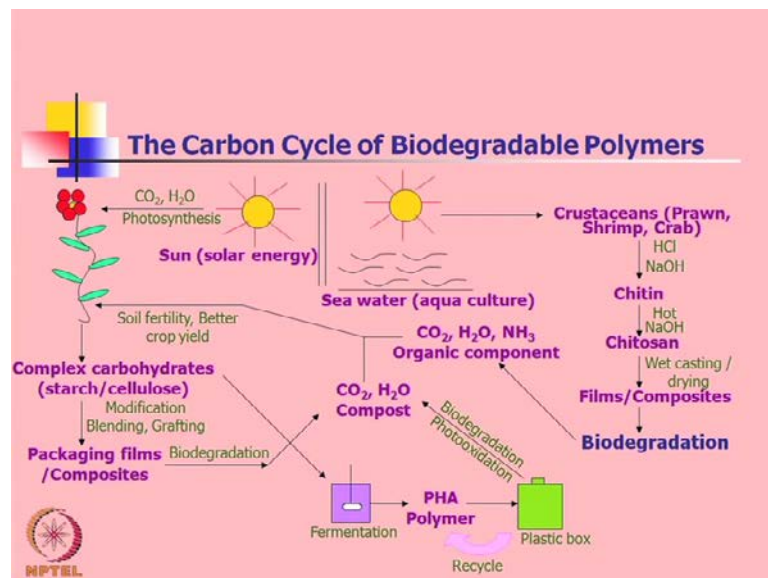 The Carbon Cycle of Biodegradable Polymers
CO₂, H₂O
Photosynthesis
Sun (solar energy)
Sea water (aqua culture)
Crustaceans (Prawn,
Shrimp, Crab)
HCl
NaOH
Chitin
Hot
NaOH
Chitosan
Wet casting /
drying
Films/Composites
Biodegradation
Soil fertility, Better
crop yield
CO₂, H₂O, NH₃
Organic component
Complex carbohydrates
(starch/cellulose)
Modification
Blending, Grafting
Packaging films
/Composites
Biodegradation
CO₂, H₂O
Compost
Biodegradation
Photooxidation
Fermentation
PHA
Polymer
Plastic box
Recycle
NPTEL